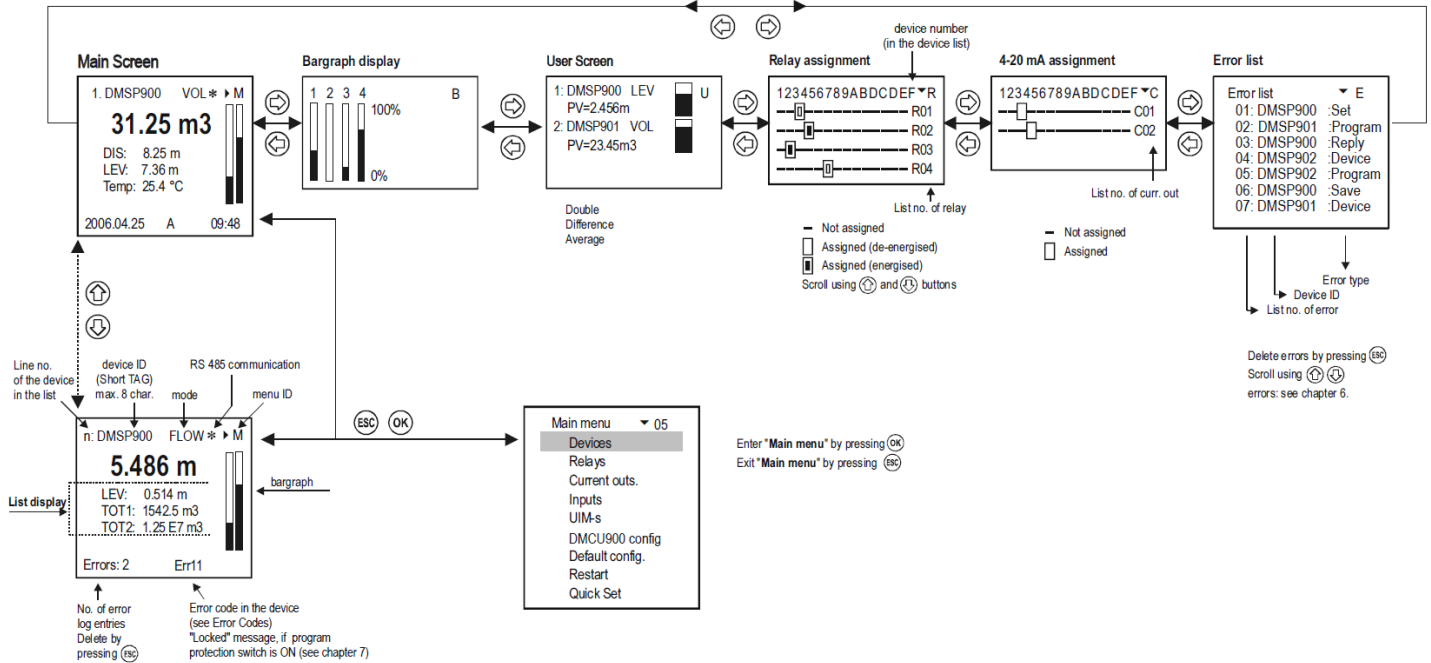 Main Screen
1. DMSP900 VOL* M
31.25 m3
DIS: 8.25 m
LEV: 7.36 m
Temp: 25.4 °C
2006.04.25 A 09:48
Bargraph display
1 2 3 4 B
100%
0%
User Screen
1: DMSP900 LEV U
PV=2.456m
2: DMSP901 VOL
PV=23.45m3
Double
Difference
Average
device number
(in the device list)
Relay assignment
123456789ABDCDEF R
R01
R02
R03
R04
List no. of relay
Not assigned
Assigned (de-energised)
Assigned (energised)
Scroll using and buttons
4-20 mA assignment
123456789ABDCDEF C
C01
C02
List no. of curr. out
Not assigned
Assigned
Error list
Error list E
01: DMSP900 :Set
02: DMSP901 :Program
03: DMSP900 :Reply
04: DMSP902 :Device
05: DMSP902 :Program
06: DMSP900 :Save
07: DMSP901 :Device
Error type
Device ID
List no. of error
Delete errors by pressing ESC
Scroll using
errors: see chapter 6.
Line no.
of the device
in the list
device ID
(Short TAG)
max. 8 char.
mode
RS 485 communication
menu ID
n: DMSP900 FLOW* M
5.486 m
LEV: 0.514 m
TOT1: 1542.5 m3
TOT2: 1.25 E7 m3
Errors: 2 Err11
List display
bargraph
No. of error
log entries
Delete by
pressing ESC
Error code in the device
(see Error Codes)
"Locked" message, if program
protection switch is ON (see chapter 7)
ESC OK
Main menu 05
Devices
Relays
Current outs.
Inputs
UIM-s
DMCU900 config
Default config.
Restart
Quick Set
Enter "Main menu" by pressing OK
Exit "Main menu" by pressing ESC